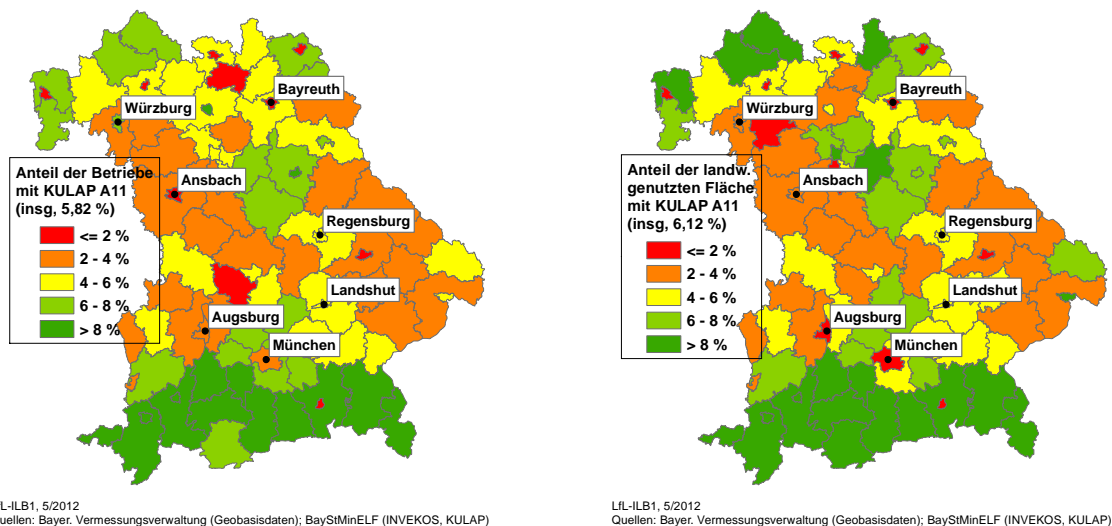 Bayreuth
Würzburg
Anteil der Betriebe
mit KULAP A11
(insg, 5,82 %)
<= 2 %
2 - 4 %
4 - 6 %
6 - 8 %
> 8 %
Ansbach
Regensburg
Landshut
Augsburg
München
LfL-ILB1, 5/2012
Quellen: Bayer. Vermessungsverwaltung (Geobasisdaten); BayStMinELF (INVEKOS, KULAP)
Bayreuth
Würzburg
Anteil der landw.
genutzten Fläche
mit KULAP A11
(insg, 6,12 %)
<= 2 %
2 - 4 %
4 - 6 %
6 - 8 %
> 8 %
Ansbach
Regensburg
Landshut
Augsburg
München
LfL-ILB1, 5/2012
Quellen: Bayer. Vermessungsverwaltung (Geobasisdaten); BayStMinELF (INVEKOS, KULAP)